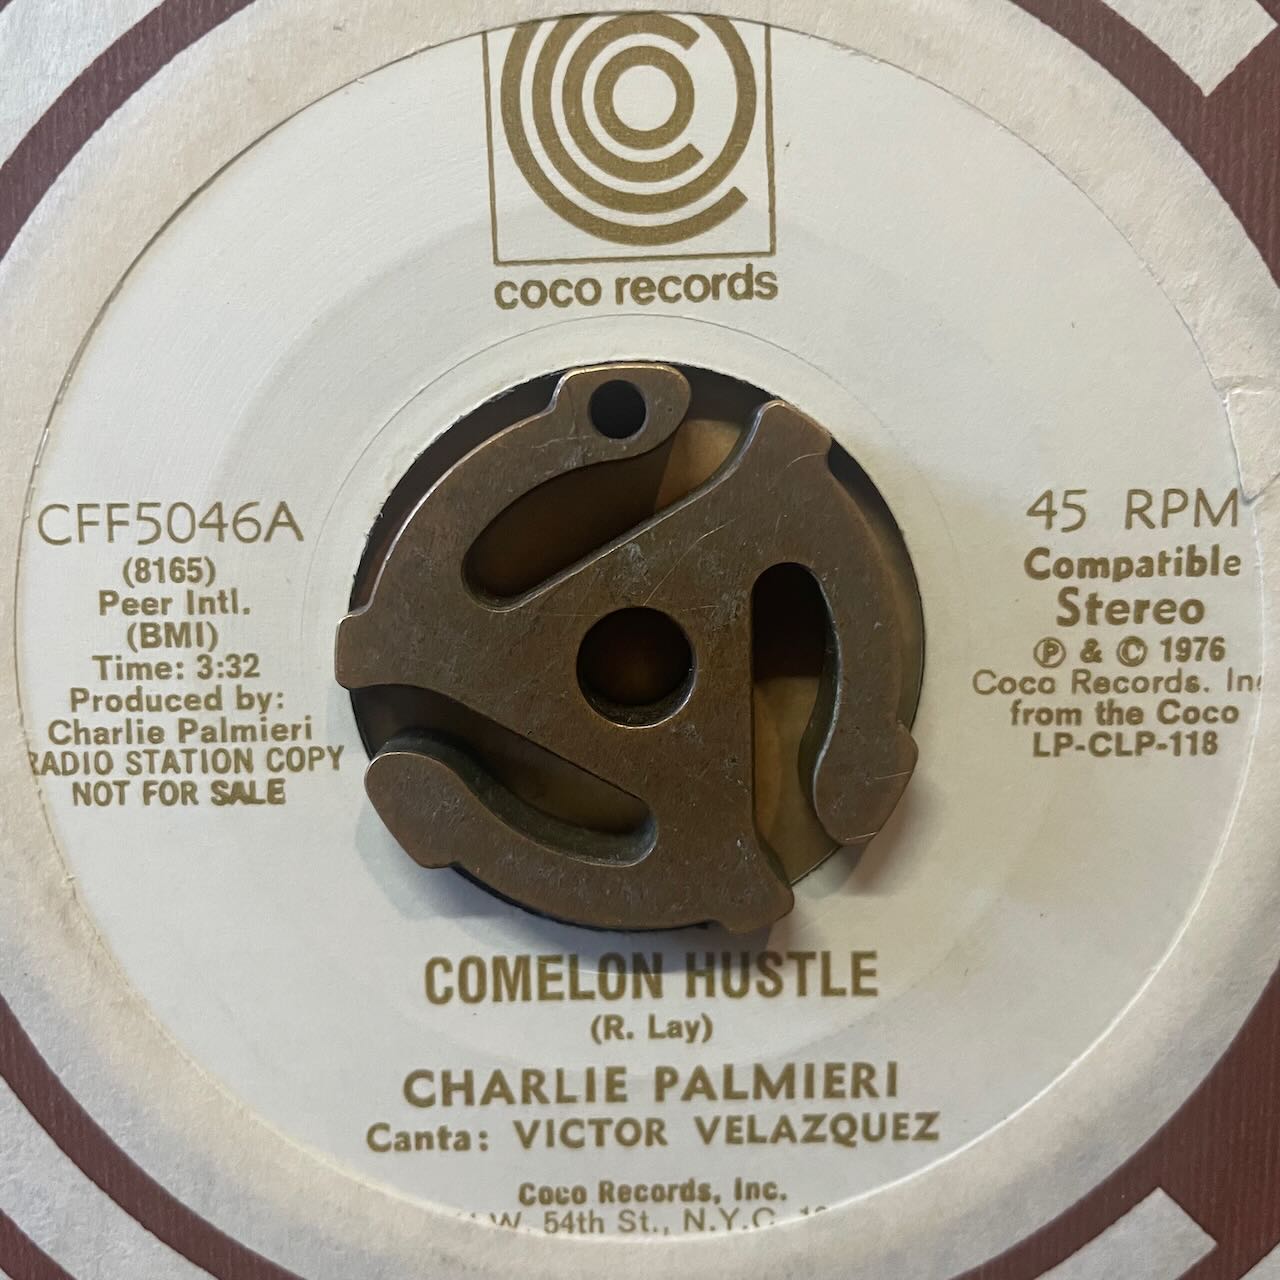 coco records
CFF5046A
(8165)
Peer Intl.
(BMI)
Time: 3:32
Produced by:
Charlie Palmieri
RADIO STATION COPY
NOT FOR SALE
45 RPM
Compatible
Stereo
℗ & © 1976
Coco Records.
from the Coco
LP-CLP-118
COMELON HUSTLE
(R. Lay)
CHARLIE PALMIERI
Canta: VICTOR VELAZQUEZ
Coco Records, Inc.
W. 54th St., N.Y.C.